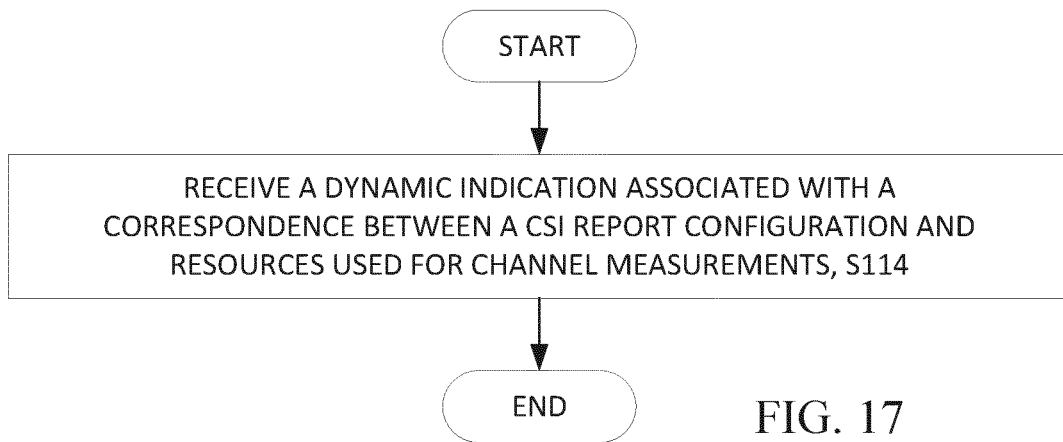 START
RECEIVE A DYNAMIC INDICATION ASSOCIATED WITH A
CORRESPONDENCE BETWEEN A CSI REPORT CONFIGURATION AND
RESOURCES USED FOR CHANNEL MEASUREMENTS, S114
END
FIG. 17